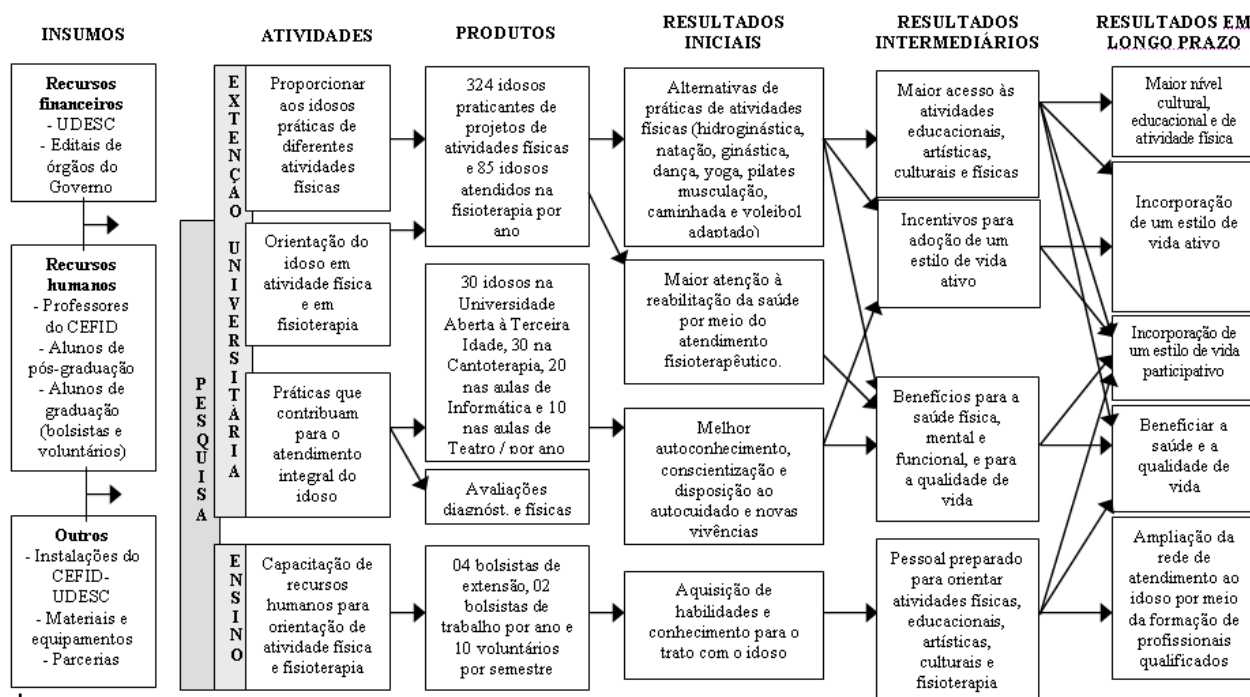 INSUMOS
Recursos
financeiros
- UDESC
- Editais de
órgãos do
Governo
Recursos
humanos
- Professores
do CEFID
- Alunos de
pós-graduação
- Alunos de
graduação
(bolsistas e
voluntários)
Outros
- Instalações do
CEFID-
UDESC
- Materiais e
equipamentos
- Parcerias
PESQUISA
EXTENÇÃO UNIVERSITÁRIA
ENSINO
ATIVIDADES
Proporcionar
aos idosos
práticas de
diferentes
atividades
físicas
Orientação do
idoso em
atividade física
e em
fisioterapia
Práticas que
contribuam
para o
atendimento
integral do
idoso
Capacitação de
recursos
humanos para
orientação de
atividade física
e fisioterapia
PRODUTOS
324 idosos
praticantes de
projetos de
atividades físicas
e 85 idosos
atendidos na
fisioterapia por
ano
30 idosos na
Universidade
Aberta à Terceira
Idade, 30 na
Cantoterapia, 20
nas aulas de
Informática e 10
nas aulas de
Teatro / por ano
Avaliações
diagnóst. e físicas
04 bolsistas de
extensão, 02
bolsistas de
trabalho por ano e
10 voluntários
por semestre
RESULTADOS
INICIAIS
Alternativas de
práticas de atividades
físicas (hidroginástica,
natação, ginástica,
dança, yoga, pilates
musculação,
caminhada e voleibol
adaptado)
Maior atenção à
reabilitação da saúde
por meio do
atendimento
fisioterapêutico.
Melhor
autoconhecimento,
conscientização e
disposição ao
autocuidado e novas
vivências
Aquisição de
habilidades e
conhecimento para o
trato com o idoso
RESULTADOS
INTERMEDIÁRIOS
Maior acesso às
atividades
educacionais,
artísticas,
culturais e físicas
Incentivos para
adoção de um
estilo de vida
ativo
Benefícios para a
saúde física,
mental e
funcional, e para
a qualidade de
vida
Pessoal preparado
para orientar
atividades físicas,
educacionais,
artísticas,
culturais e
fisioterapia
RESULTADOS EM
LONGO PRAZO
Maior nível
cultural,
educacional e de
atividade física
Incorporação
de um estilo de
vida ativo
Incorporação de
um estilo de vida
participativo
Beneficiar a
saúde e a
qualidade de
vida
Ampliação da
rede de
atendimento ao
idoso por meio
da formação de
profissionais
qualificados